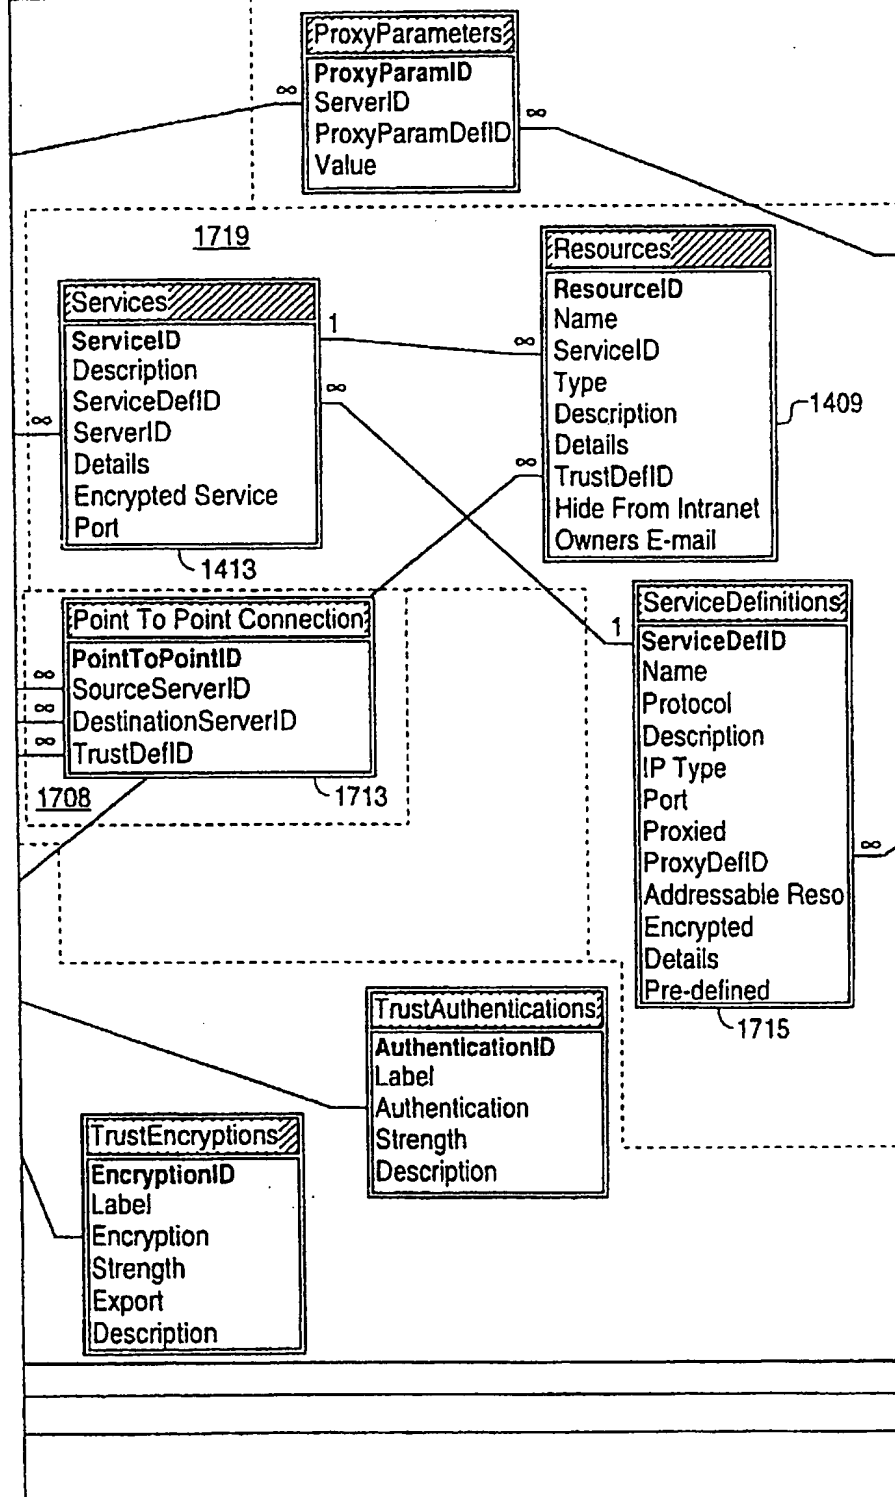 ProxyParameters
ProxyParamID
∞
ServerID
∞
ProxyParamDefID
Value
1719
Resources
ResourceID
Name
∞
ServiceID
Type
Description
Details
∞
TrustDefID
Hide From Intranet
Owners E-mail
1409
Services
1
ServiceID
Description
∞
ServiceDefID
∞
ServerID
Details
Encrypted Service
Port
1413
Point To Point Connection
PointToPointID
∞
SourceServerID
∞
DestinationServerID
∞
TrustDefID
1708
1713
ServiceDefinitions
1
ServiceDefID
Name
Protocol
Description
IP Type
Port
Proxied
∞
ProxyDefID
Addressable Reso
Encrypted
Details
Pre-defined
1715
TrustAuthentications
AuthenticationID
Label
Authentication
Strength
Description
TrustEncryptions
EncryptionID
Label
Encryption
Strength
Export
Description